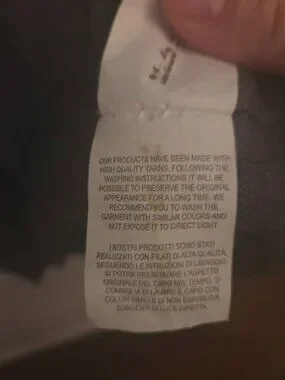 OUR PRODUCTS HAVE BEEN MADE WITH
HIGH QUALITY YARNS. FOLLOWING THE
WASHING INSTRUCTIONS IT WILL BE
POSSIBLE TO PRESERVE THE ORIGINAL
APPEARANCE FOR A LONG TIME. WE
RECOMMEND YOU TO WASH THE
GARMENT WITH SIMILAR COLORS AND
NOT EXPOSE IT TO DIRECT LIGHT
I NOSTRI PRODOTTI SONO STATI
REALIZZATI CON FILATI DI ALTA QUALITÀ,
SEGUENDO LE ISTRUZIONI DI LAVAGGIO
SI POTRÀ PRESERVARE L'ASPETTO
ORIGINALE DEL CAPO NEL TEMPO, SI
CONSIGLIA DI LAVARE IL CAPO CON
COLORI SIMILI E DI NON ESPORLO A
SORGENTI DI LUCE DIRETTA.